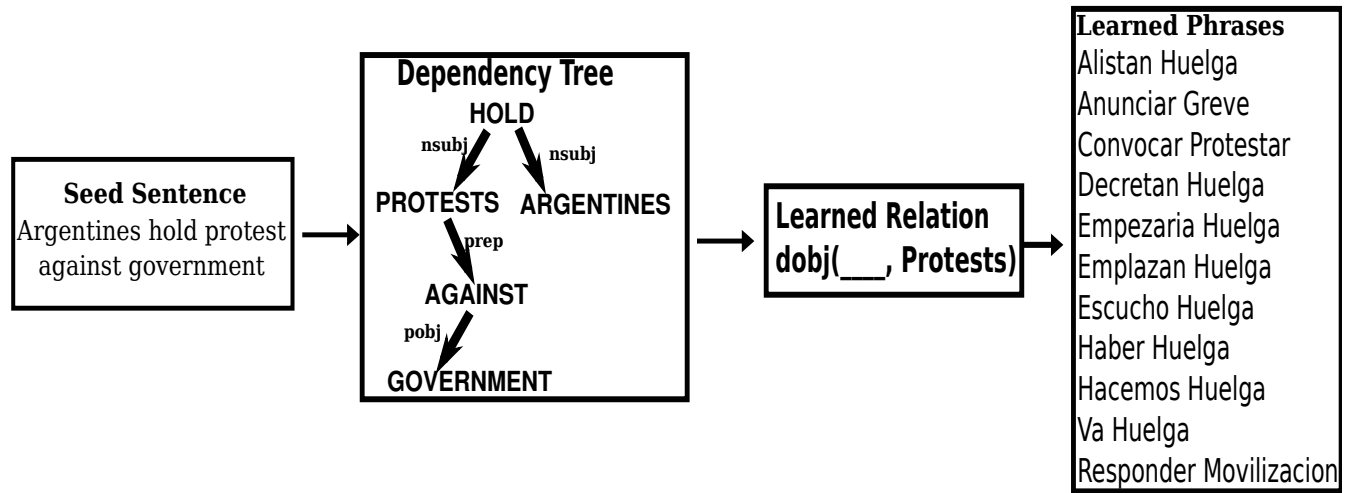 Seed Sentence
Argentines hold protest
against government
Dependency Tree
HOLD
nsubj
nsubj
PROTESTS
ARGENTINES
prep
AGAINST
pobj
GOVERNMENT
Learned Relation
dobj(____, Protests)
Learned Phrases
Alistan Huelga
Anunciar Greve
Convocar Protestar
Decretan Huelga
Empezaria Huelga
Emplazan Huelga
Escucho Huelga
Haber Huelga
Hacemos Huelga
Va Huelga
Responder Movilizacion